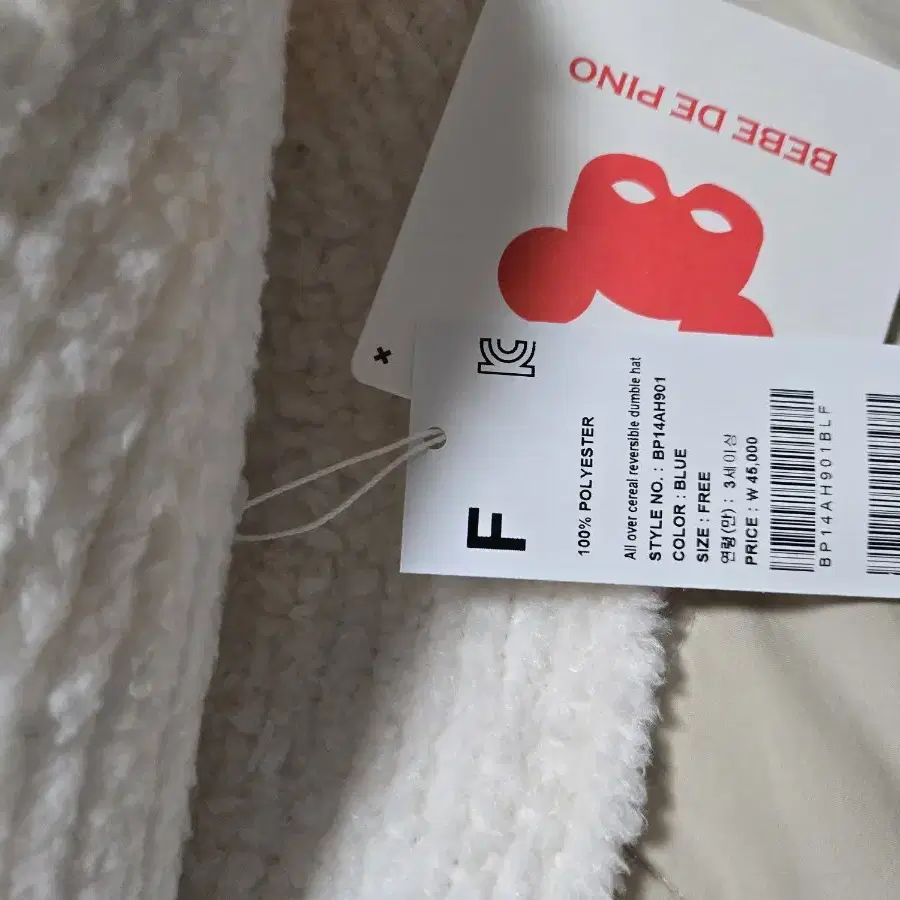 BEBE DE PINO
F
100% POLYESTER
All over cereal reversible dumble hat
STYLE NO. : BP14AH901
COLOR : BLUE
SIZE : FREE
연령(만) : 3세이상
PRICE : ₩ 45,000
BP14AH901BLF